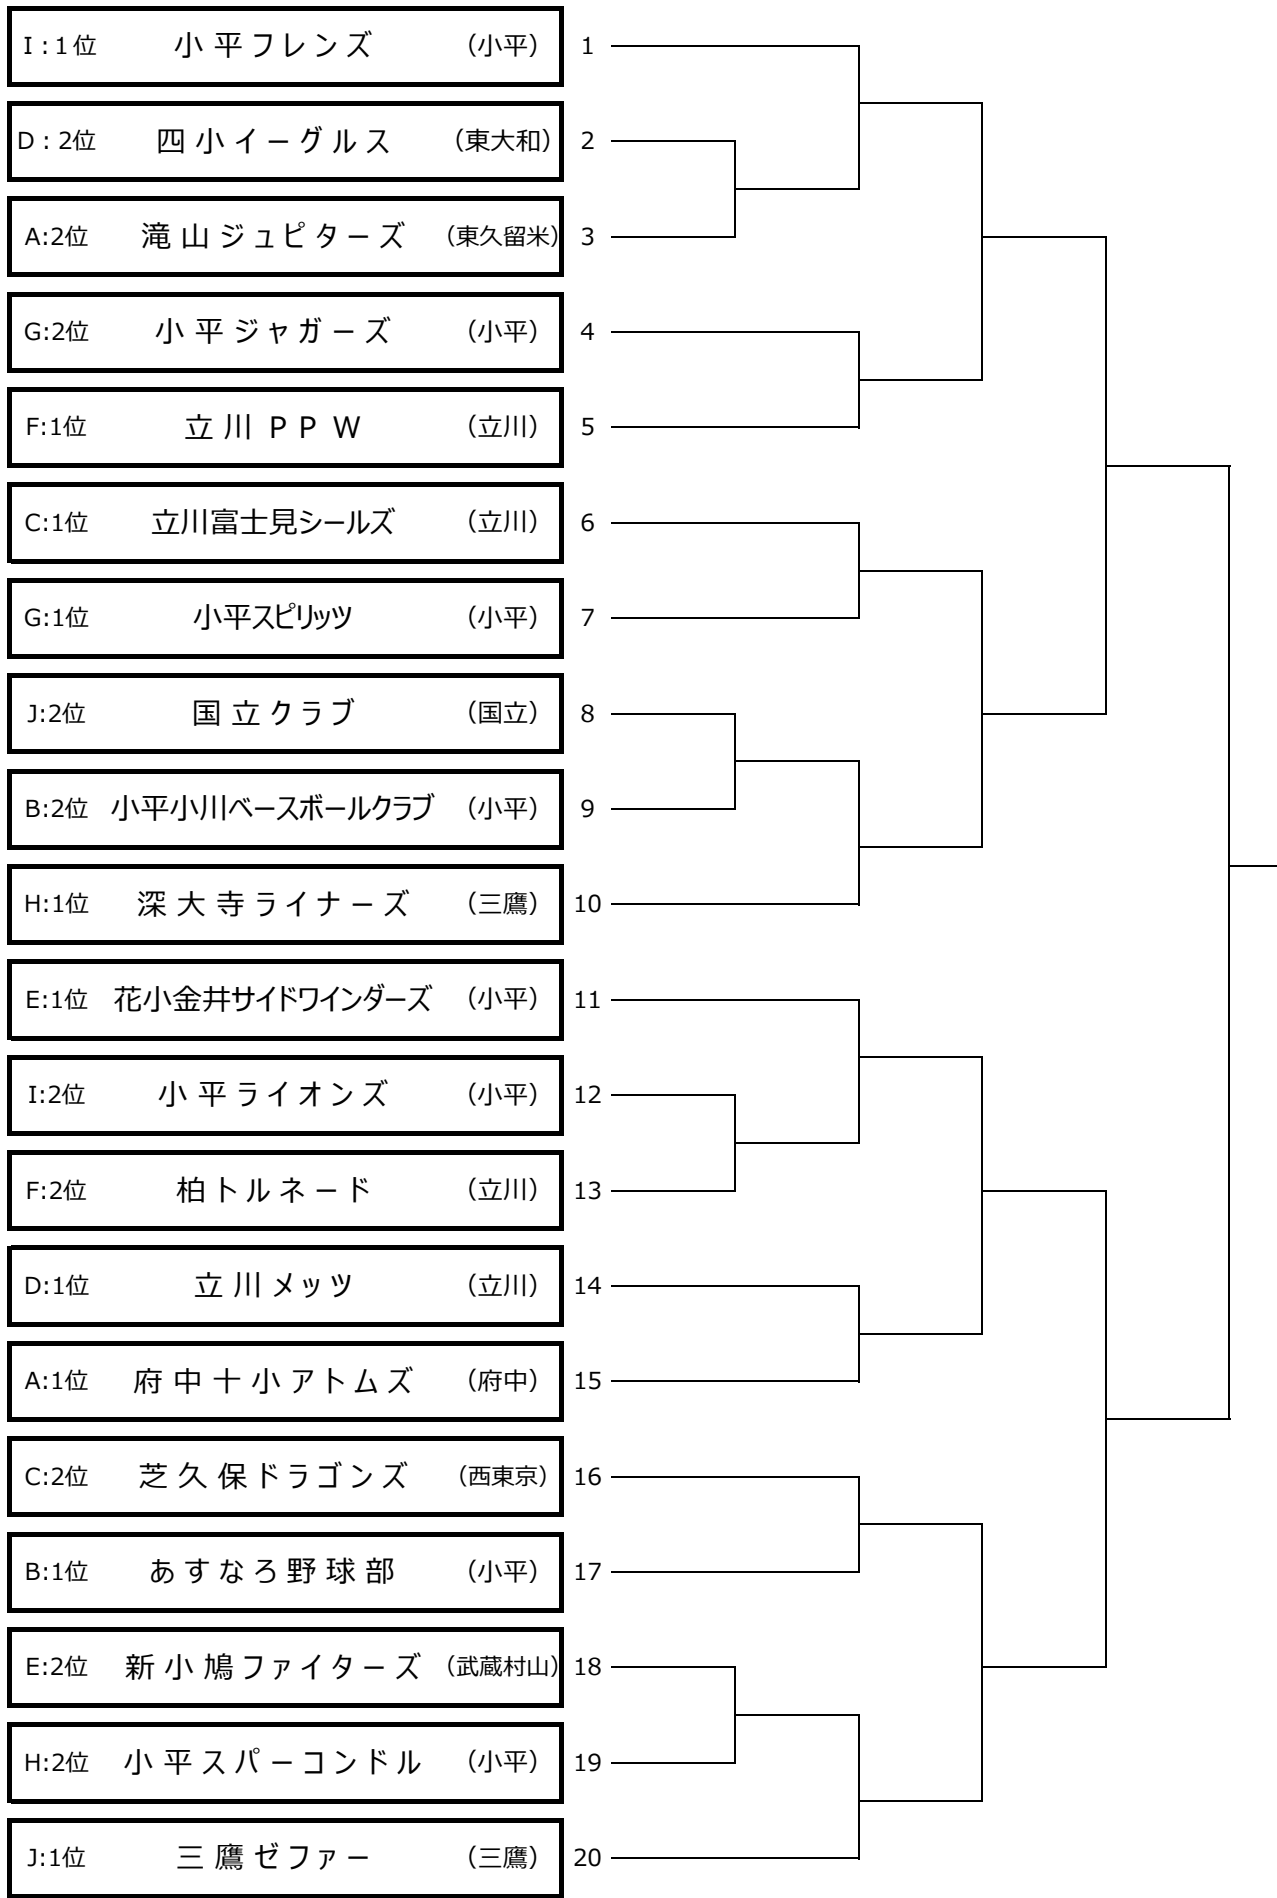 I：1位 小平フレンズ （小平） 1
D：2位 四小イーグルス （東大和） 2
A:2位 滝山ジュピターズ （東久留米） 3
G:2位 小平ジャガーズ （小平） 4
F:1位 立川ＰＰＷ （立川） 5
C:1位 立川富士見シールズ （立川） 6
G:1位 小平スピリッツ （小平） 7
J:2位 国立クラブ （国立） 8
B:2位 小平小川ベースボールクラブ （小平） 9
H:1位 深大寺ライナーズ （三鷹） 10
E:1位 花小金井サイドワインダーズ （小平） 11
I:2位 小平ライオンズ （小平） 12
F:2位 柏トルネード （立川） 13
D:1位 立川メッツ （立川） 14
A:1位 府中十小アトムズ （府中） 15
C:2位 芝久保ドラゴンズ （西東京） 16
B:1位 あすなろ野球部 （小平） 17
E:2位 新小鳩ファイターズ （武蔵村山） 18
H:2位 小平スパーコンドル （小平） 19
J:1位 三鷹ゼファー （三鷹） 20